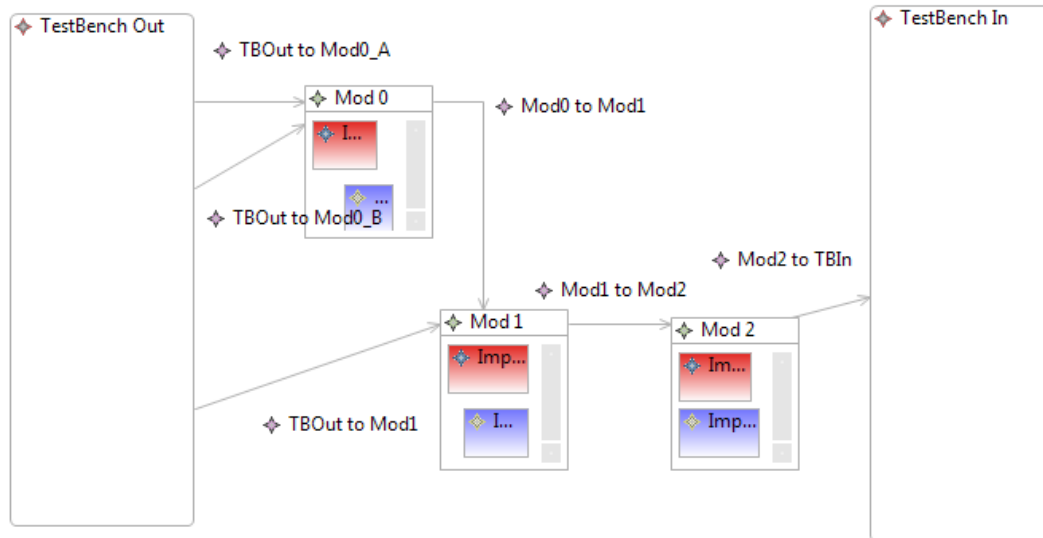 TestBench Out
TestBench In
TBOut to Mod0_A
Mod 0
Mod0 to Mod1
I...
...
TBOut to Mod0_B
Mod2 to TBIn
Mod1 to Mod2
Mod 1
Mod 2
Imp...
Im...
I...
Imp...
TBOut to Mod1